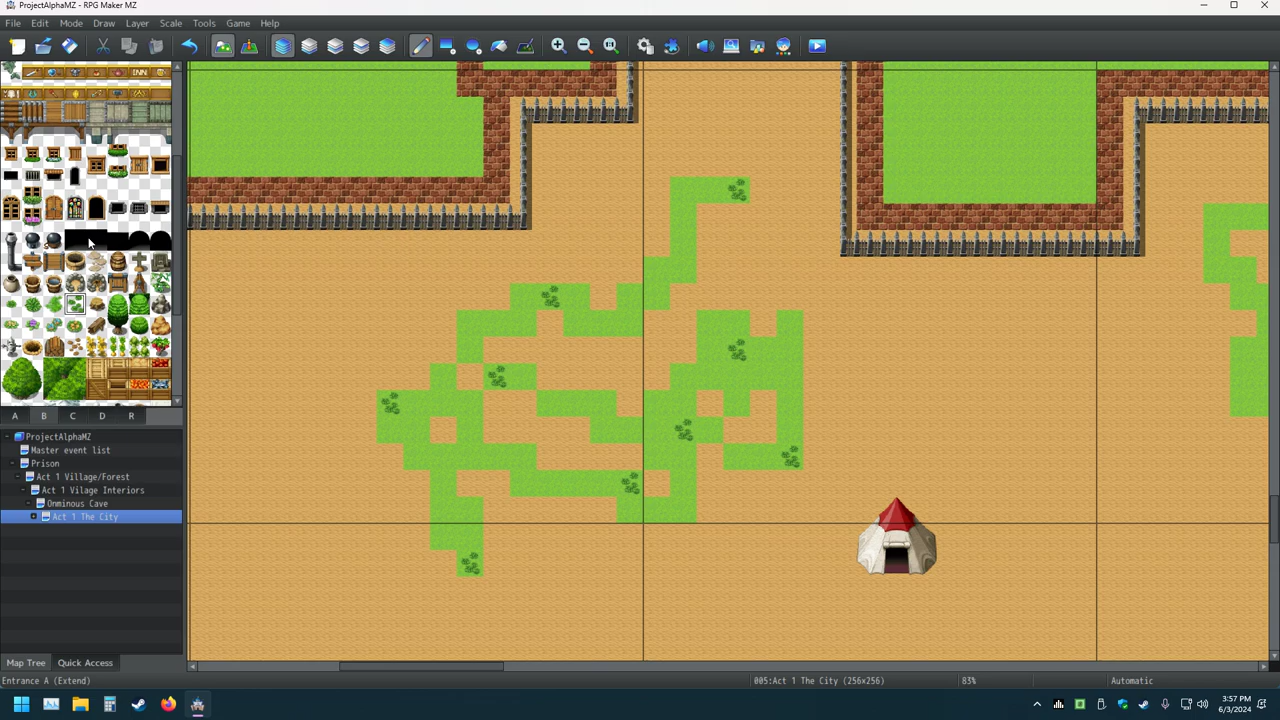 ProjectAlphaMZ - RPG Maker MZ
File Edit Mode Draw Layer Scale Tools Game Help
INN
A B C D R
ProjectAlphaMZ
Master event list
Prison
Act 1 Village/Forest
Act 1 Vilage Interiors
Onminous Cave
Act 1 The City
Map Tree Quick Access
Entrance A (Extend) 005:Act 1 The City (256x256) 83% Automatic
3:57 PM
6/3/2024